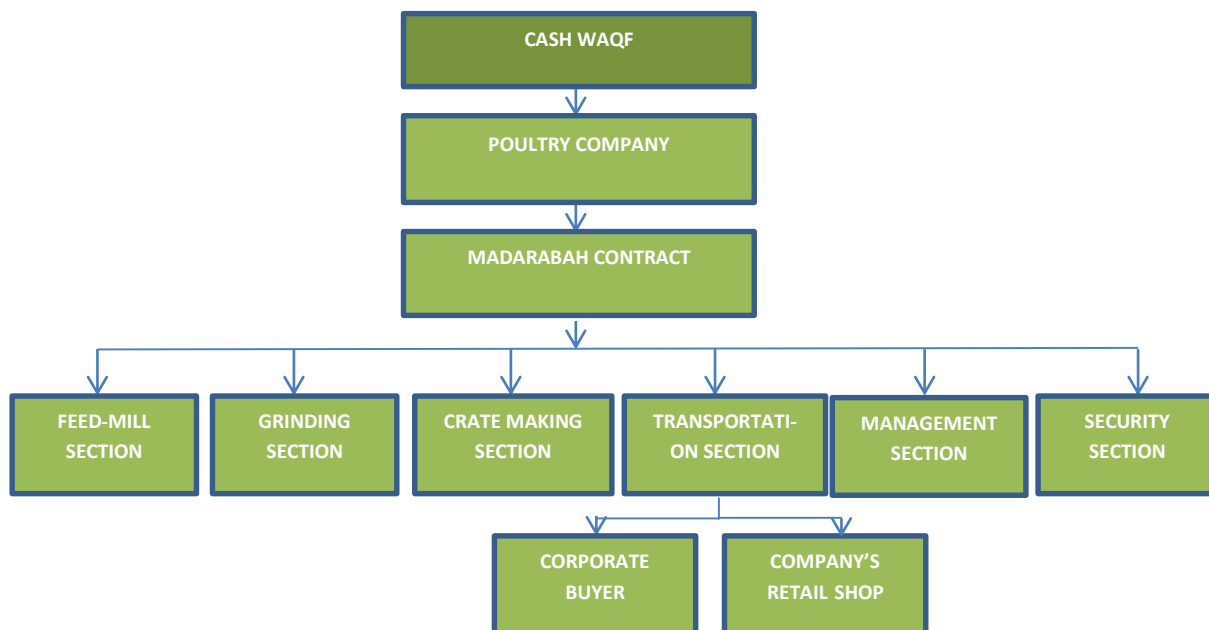 CASH WAQF
POULTRY COMPANY
MADARABAH CONTRACT
FEED-MILL
SECTION
GRINDING
SECTION
CRATE MAKING
SECTION
TRANSPORTATI-
ON SECTION
MANAGEMENT
SECTION
SECURITY
SECTION
CORPORATE
BUYER
COMPANY’S
RETAIL SHOP